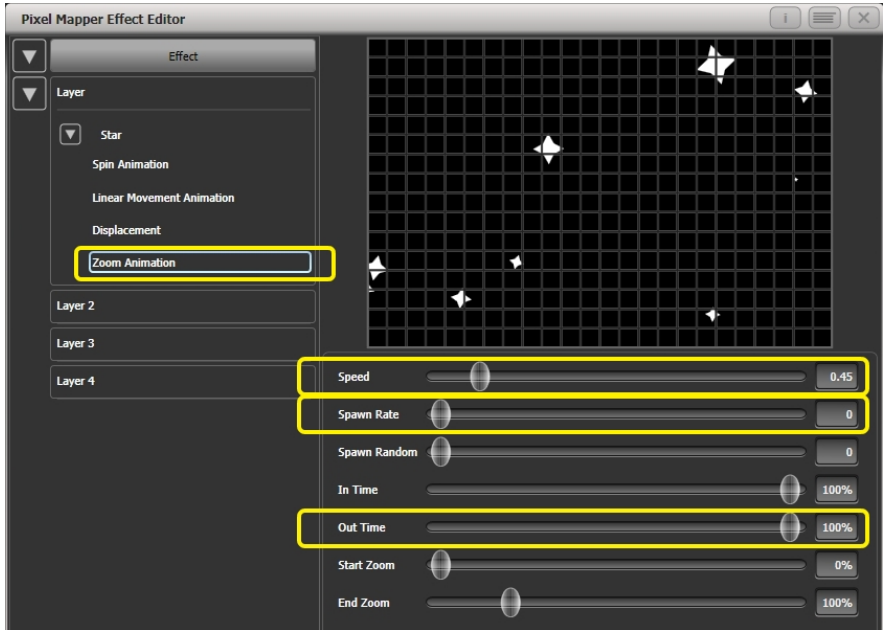 Pixel Mapper Effect Editor
i
Effect
Layer
Star
Spin Animation
Linear Movement Animation
Displacement
Zoom Animation
Layer 2
Layer 3
Layer 4
Speed 0.45
Spawn Rate 0
Spawn Random 0
In Time 100%
Out Time 100%
Start Zoom 0%
End Zoom 100%